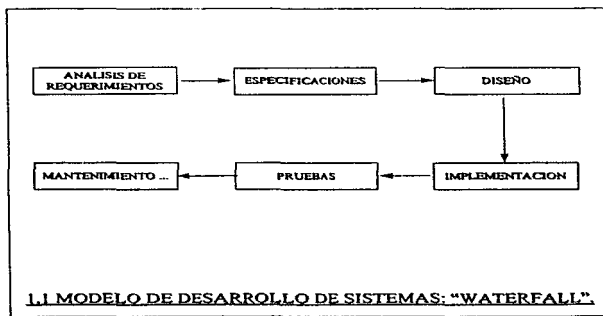 ANALISIS DE
REQUERIMIENTOS
ESPECIFICACIONES
DISEÑO
MANTENIMIENTO ...
PRUEBAS
IMPLEMENTACION
1.1 MODELO DE DESARROLLO DE SISTEMAS: "WATERFALL".